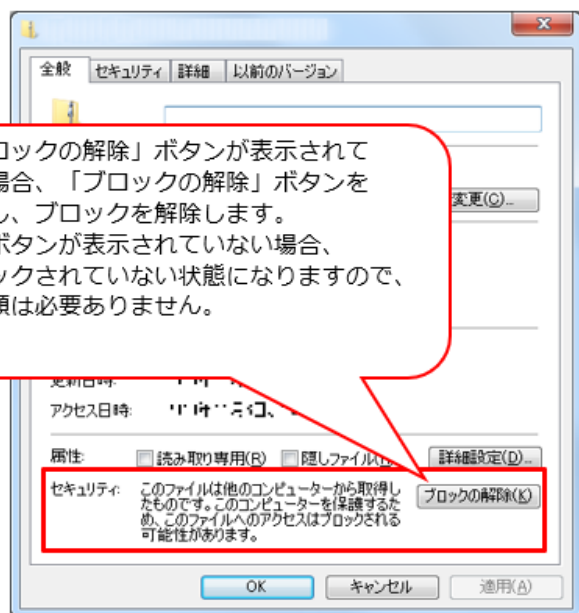 全般 セキュリティ 詳細 以前のバージョン
ロックの解除」ボタンが表示されて
場合、「ブロックの解除」ボタンを
し、ブロックを解除します。
ボタンが表示されていない場合、
ックされていない状態になりますので、
は必要ありません。
変更(C)...
更新日時:
アクセス日時:
属性: 読み取り専用(R) 隠しファイル 詳細設定(D)...
セキュリティ: このファイルは他のコンピューターから取得し
たものです。このコンピューターを保護するた
め、このファイルへのアクセスはブロックされる
可能性があります。
ブロックの解除(K)
OK キャンセル 適用(A)